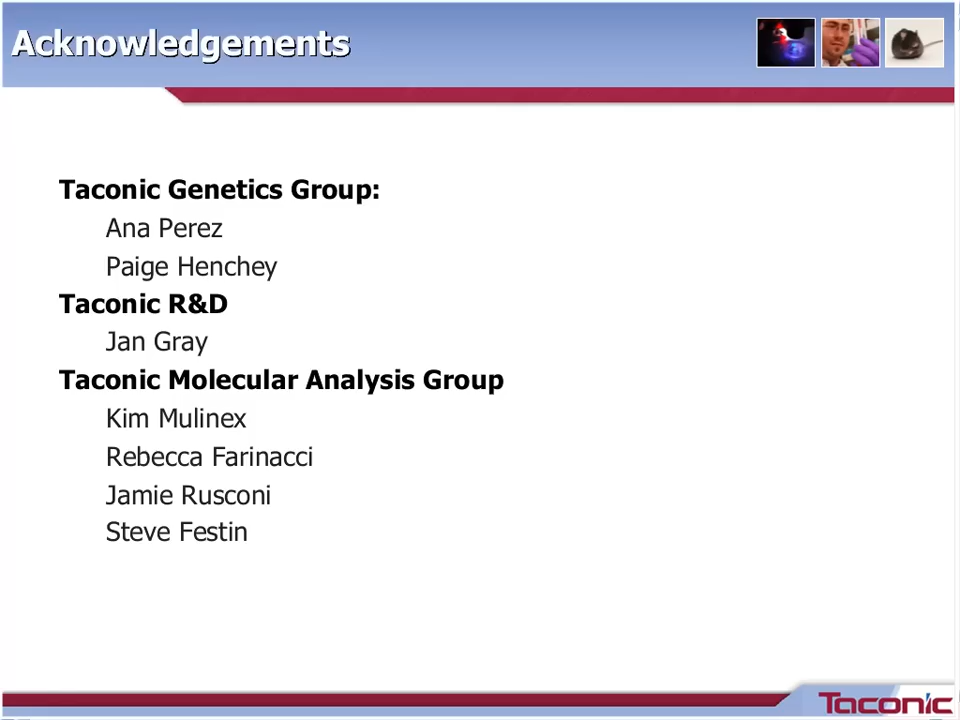 Acknowledgements
Taconic Genetics Group:
Ana Perez
Paige Henchey
Taconic R&D
Jan Gray
Taconic Molecular Analysis Group
Kim Mulinex
Rebecca Farinacci
Jamie Rusconi
Steve Festin
Taconic